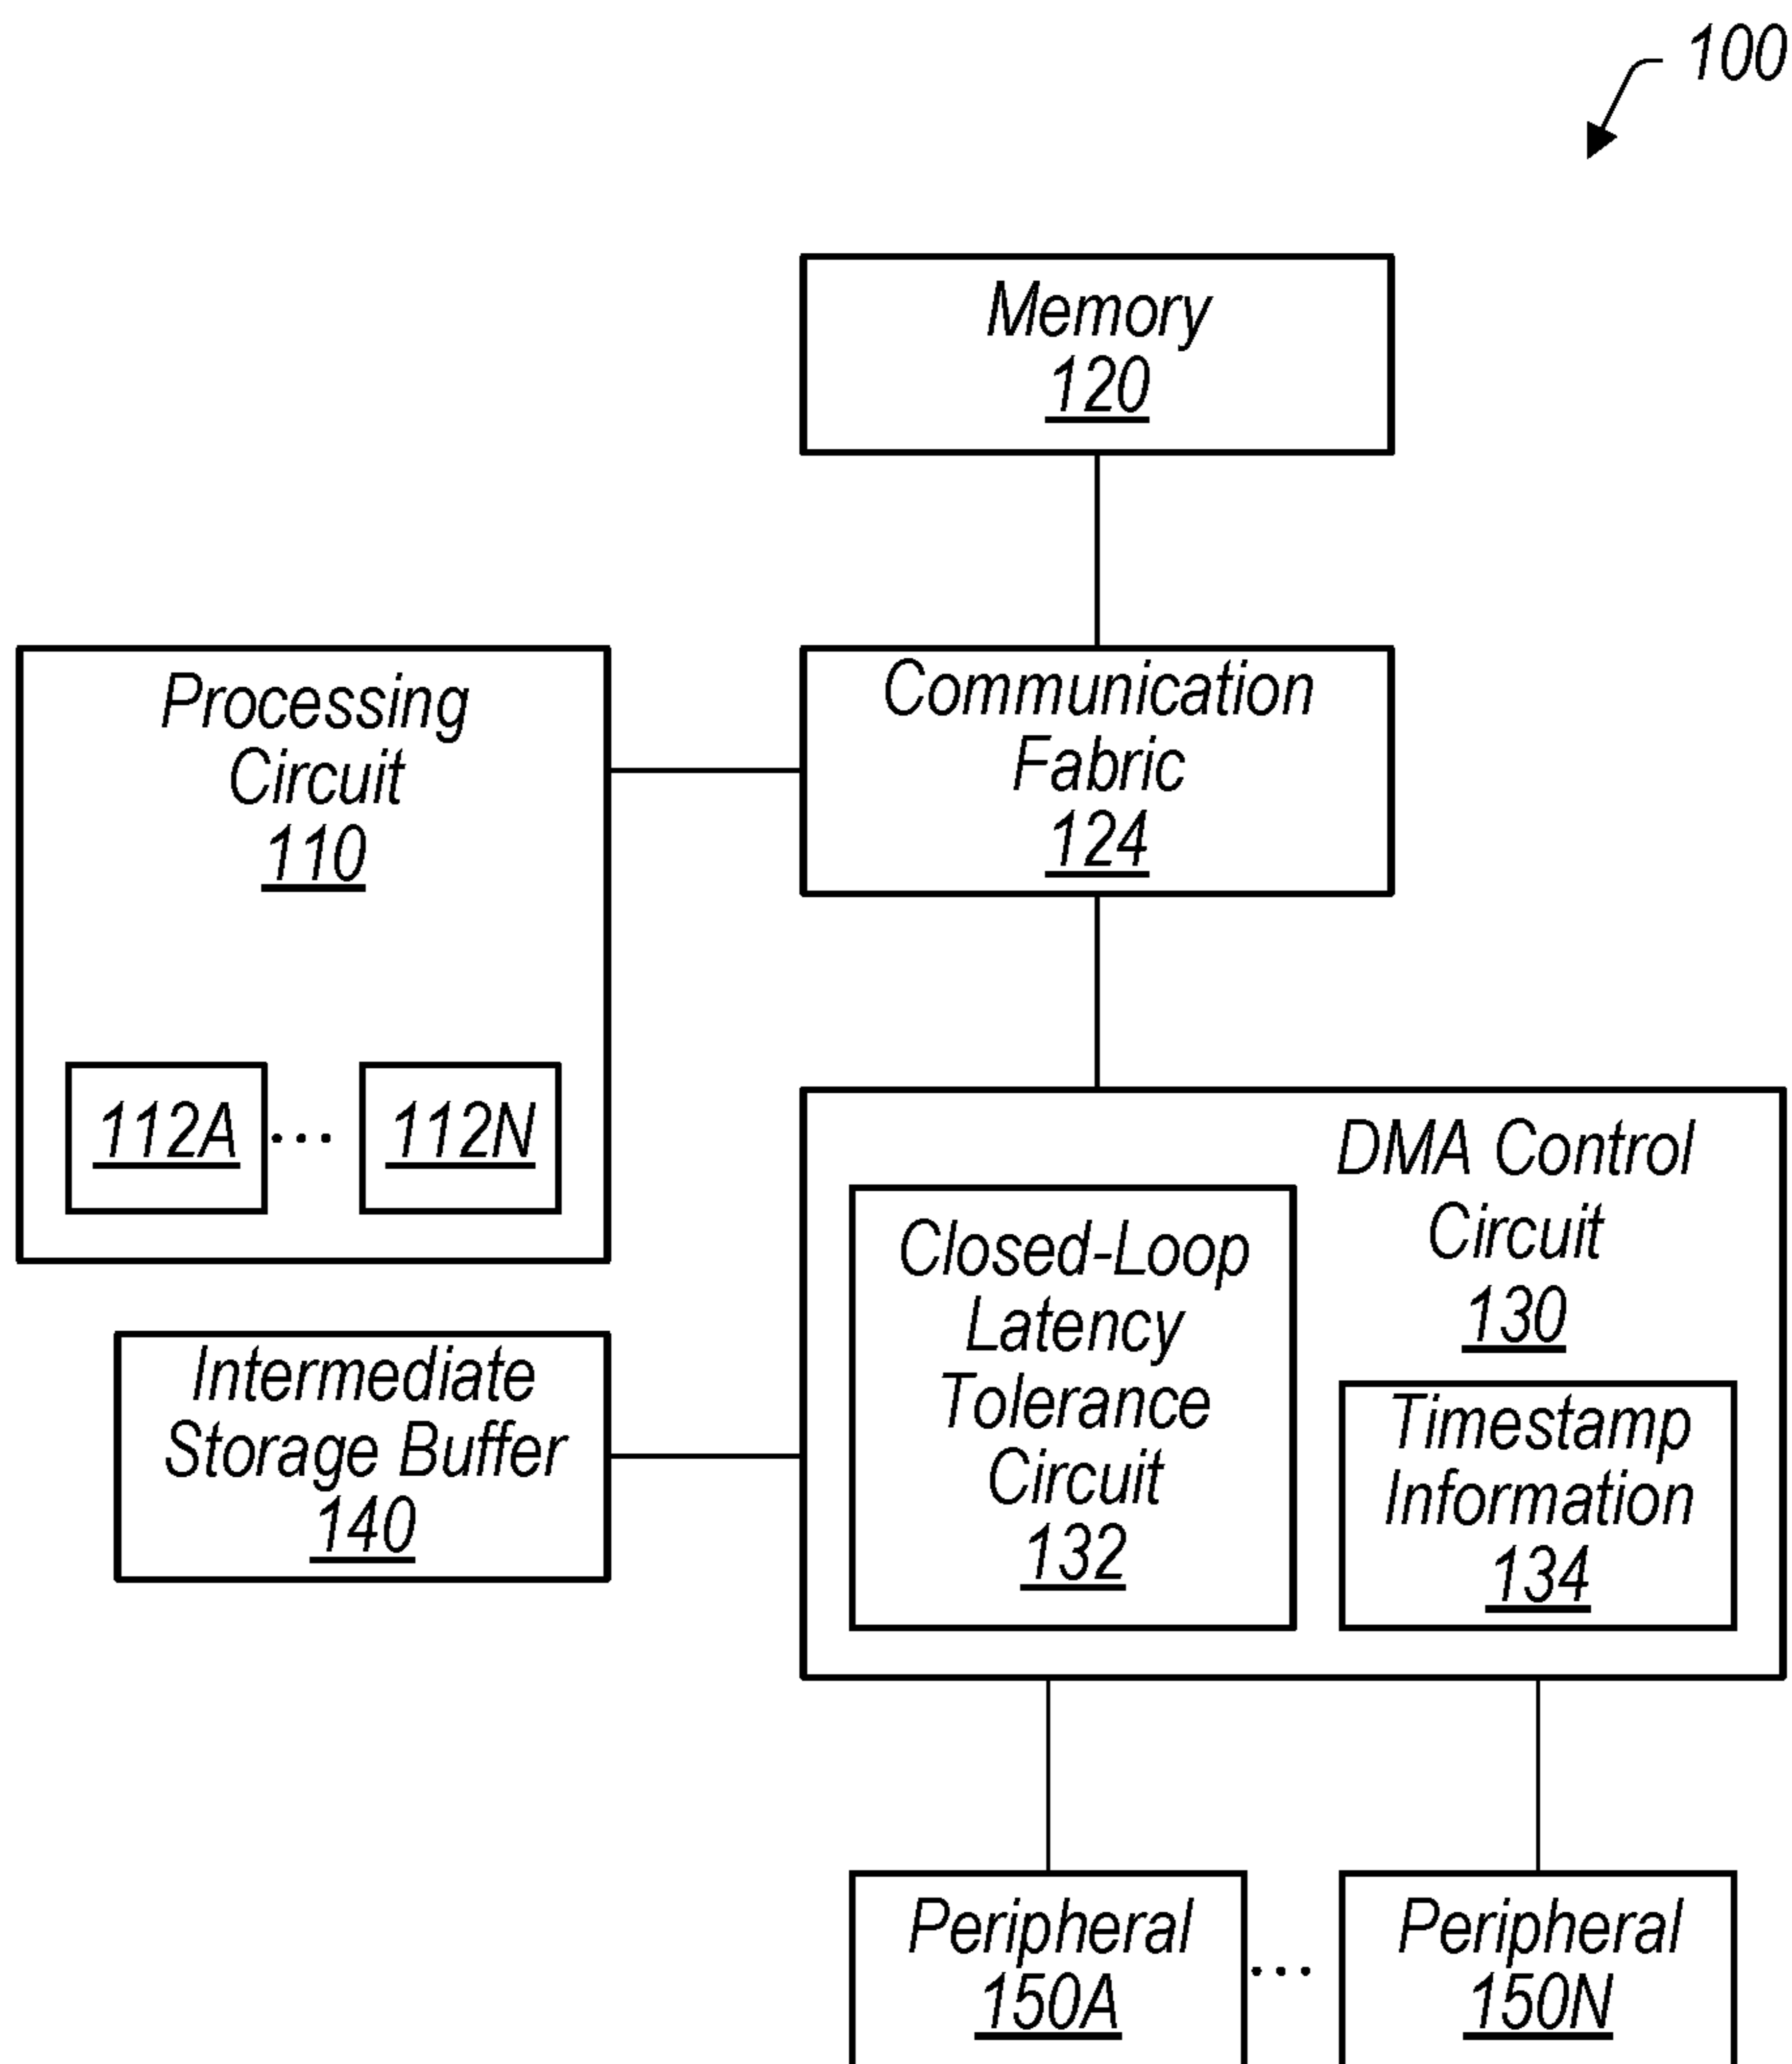 100
Memory
120
Processing
Circuit
110
Communication
Fabric
124
112A ... 112N
DMA Control
Circuit
130
Closed-Loop
Latency
Tolerance
Circuit
132
Timestamp
Information
134
Intermediate
Storage Buffer
140
Peripheral
150A
...
Peripheral
150N